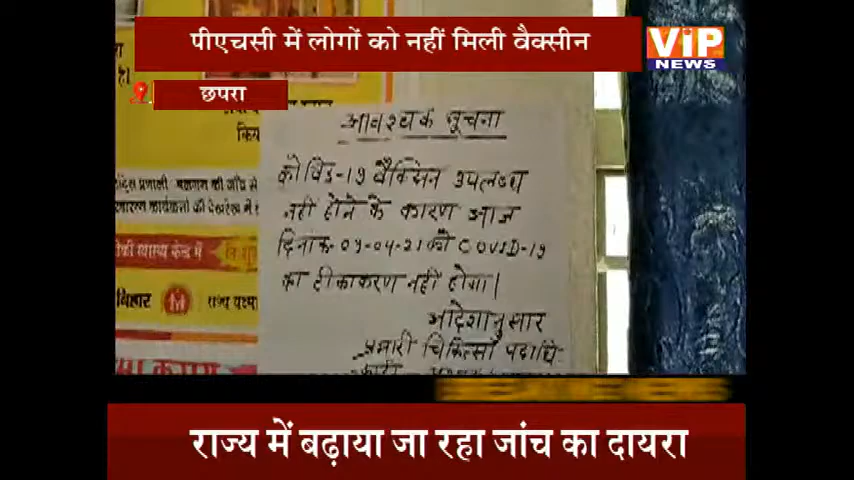 पीएचसी में लोगों को नहीं मिली वैक्सीन
VIP
NEWS
छपरा
आवश्यक सूचना
कोविड-19 वैक्सिन उपलब्ध
नहीं होने के कारण आज
दिनांक-09-04-21 को COVID-19
का टीकाकरण नहीं होगा।
आदेशानुसार
प्रभारी चिकित्सा पदाधि
है।
बिहार
राज्य में बढ़ाया जा रहा जांच का दायरा